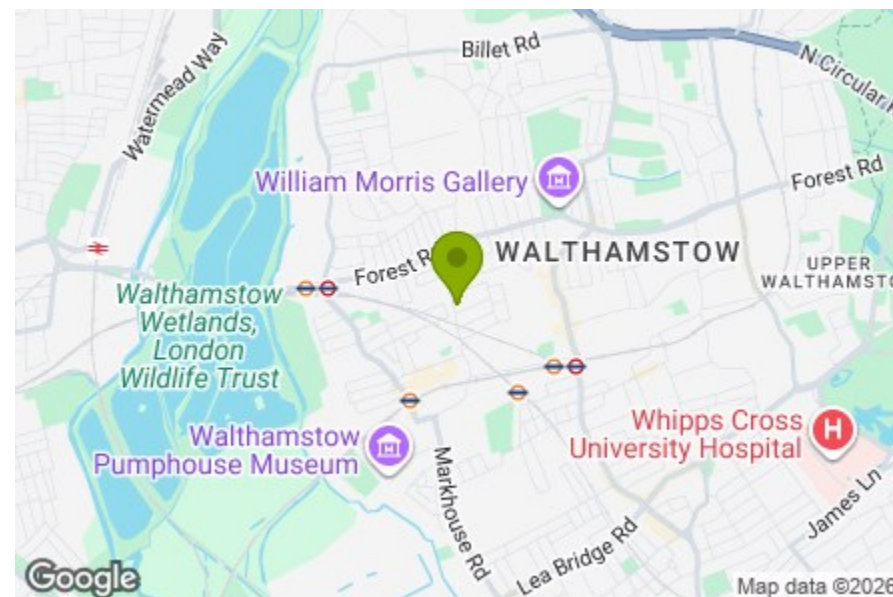 Billet Rd
Watermead Way
N Circular
William Morris Gallery
Forest Rd
Forest R
WALTHAMSTOW
UPPER
WALTHAMSTO
Walthamstow
Wetlands,
London
Wildlife Trust
Whipps Cross
University Hospital
H
Walthamstow
Pumphouse Museum
Markhouse Rd
James Ln
Lea Bridge Rd
Google
Map data ©2026